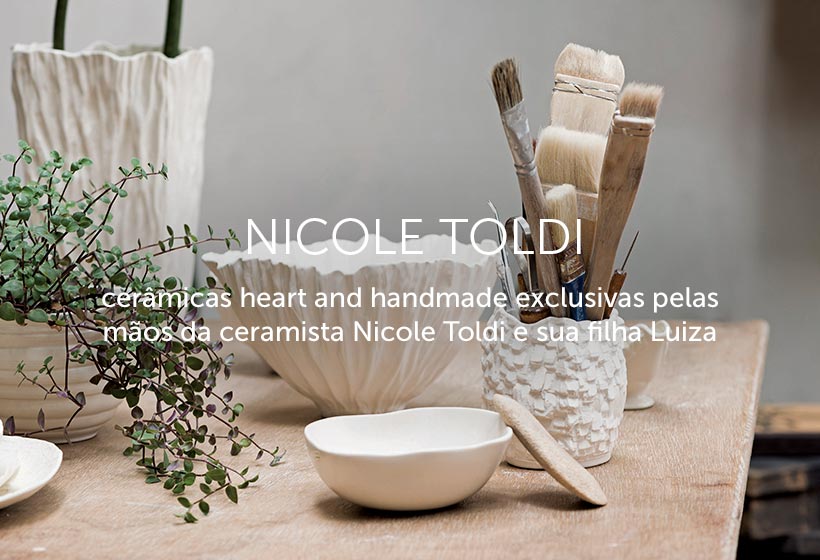 NICOLE TOLDI
cerâmicas heart and handmade exclusivas pelas
mãos da ceramista Nicole Toldi e sua filha Luiza